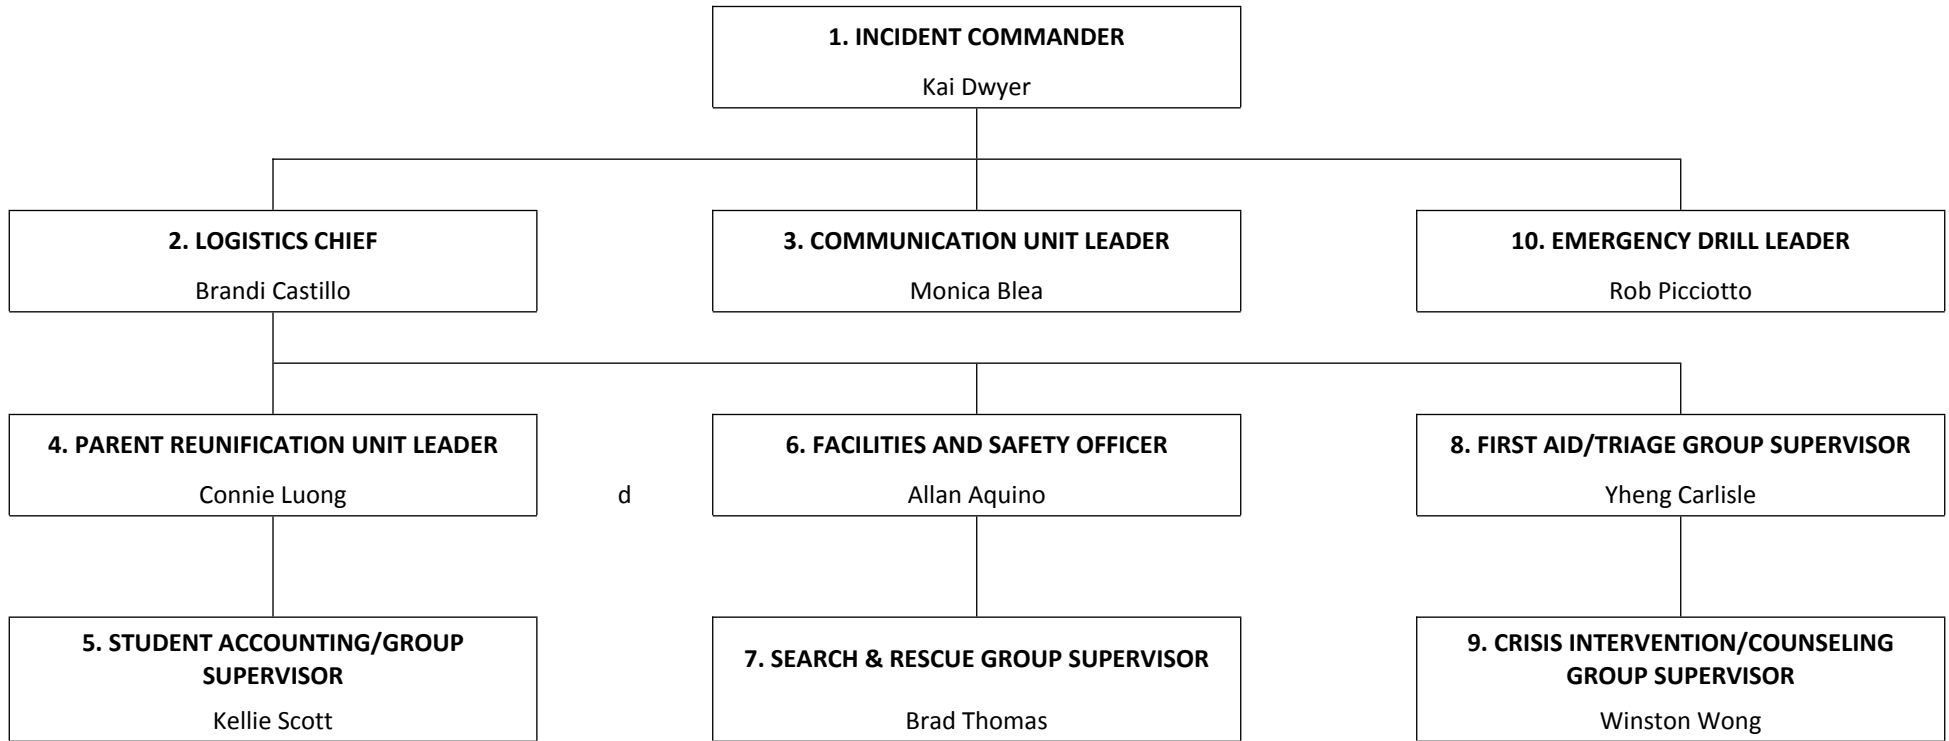 1. INCIDENT COMMANDER
Kai Dwyer
2. LOGISTICS CHIEF
Brandi Castillo
3. COMMUNICATION UNIT LEADER
Monica Blea
10. EMERGENCY DRILL LEADER
Rob Picciotto
4. PARENT REUNIFICATION UNIT LEADER
Connie Luong
d
6. FACILITIES AND SAFETY OFFICER
Allan Aquino
8. FIRST AID/TRIAGE GROUP SUPERVISOR
Yheng Carlisle
5. STUDENT ACCOUNTING/GROUP
SUPERVISOR
Kellie Scott
7. SEARCH & RESCUE GROUP SUPERVISOR
Brad Thomas
9. CRISIS INTERVENTION/COUNSELING
GROUP SUPERVISOR
Winston Wong